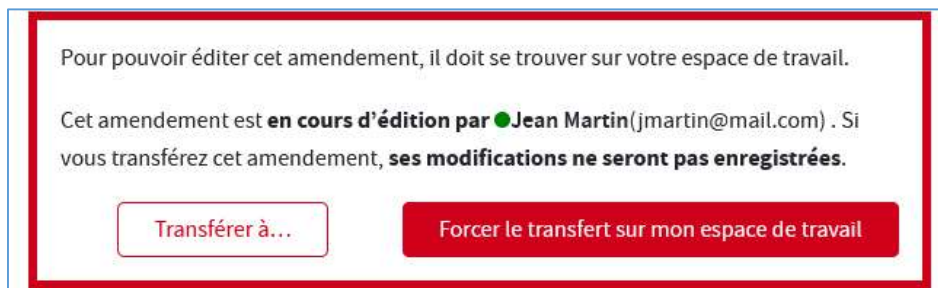 Pour pouvoir éditer cet amendement, il doit se trouver sur votre espace de travail.
Cet amendement est en cours d’édition par Jean Martin(jmartin@mail.com) . Si
vous transférez cet amendement, ses modifications ne seront pas enregistrées.
Transférer à…
Forcer le transfert sur mon espace de travail